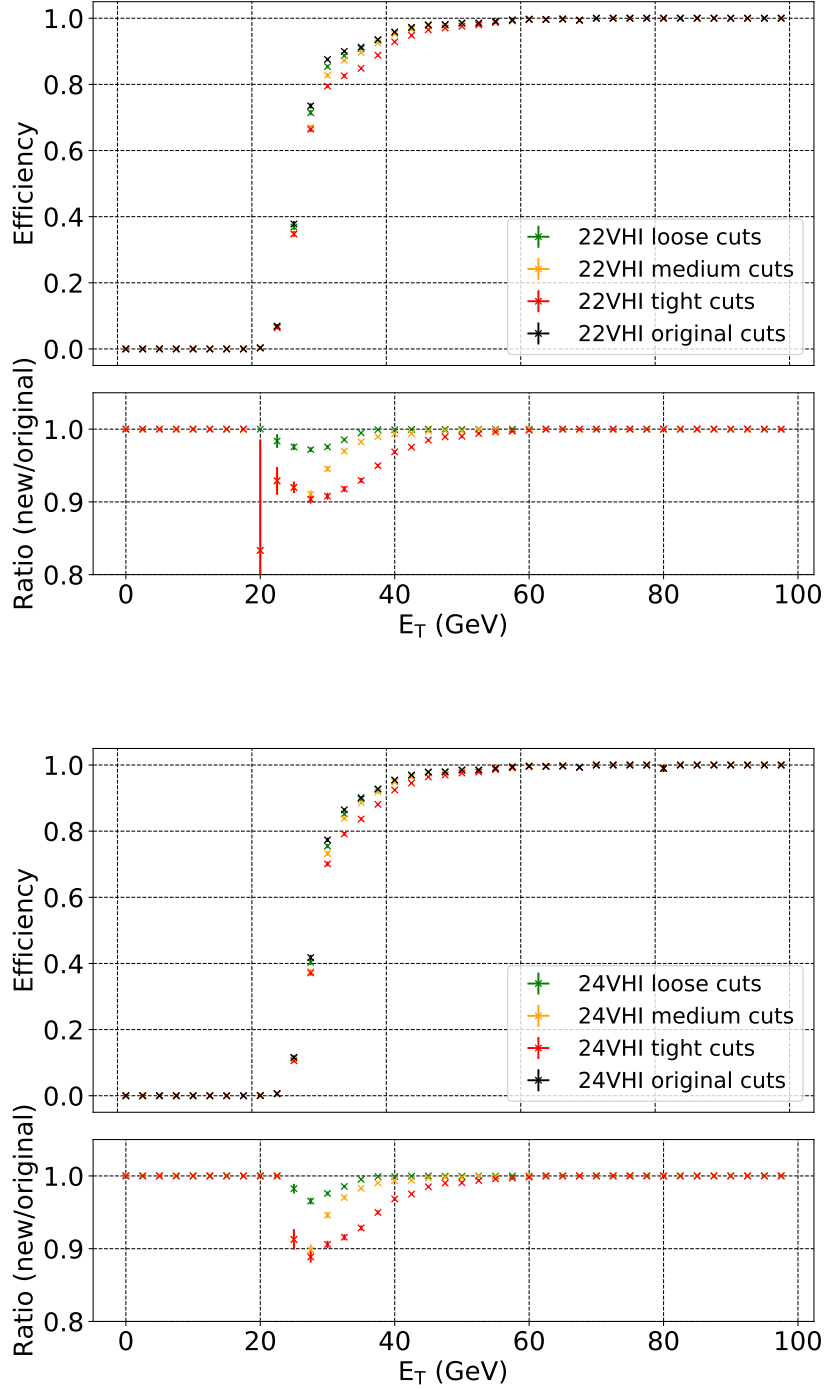 1.0
0.8
0.6
0.4
0.2
0.0
Efficiency
22VHI loose cuts
22VHI medium cuts
22VHI tight cuts
22VHI original cuts
1.0
0.9
0.8
Ratio (new/original)
0 20 40 60 80 100
E_T (GeV)
1.0
0.8
0.6
0.4
0.2
0.0
Efficiency
24VHI loose cuts
24VHI medium cuts
24VHI tight cuts
24VHI original cuts
1.0
0.9
0.8
Ratio (new/original)
0 20 40 60 80 100
E_T (GeV)